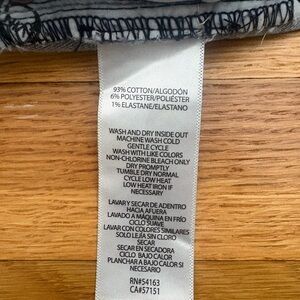 93% COTTON/ALGODÓN
6% POLYESTER/POLIÉSTER
1% ELASTANE/ELASTANO
WASH AND DRY INSIDE OUT
MACHINE WASH COLD
GENTLE CYCLE
WASH WITH LIKE COLORS
NON-CHLORINE BLEACH ONLY
DRY PROMPTLY
TUMBLE DRY NORMAL
CYCLE LOW HEAT
LOW HEAT IRON IF
NECESSARY
LAVAR Y SECAR DE ADENTRO
HACIA AFUERA
LAVADO A MÁQUINA EN FRÍO
CICLO SUAVE
LAVAR CON COLORES SIMILARES
SOLO LEJÍA SIN CLORO
SECAR
SECAR EN SECADORA
CICLO BAJO CALOR
PLANCHAR A BAJO CALOR SI
NECESARIO
RN#54163
CA#57151